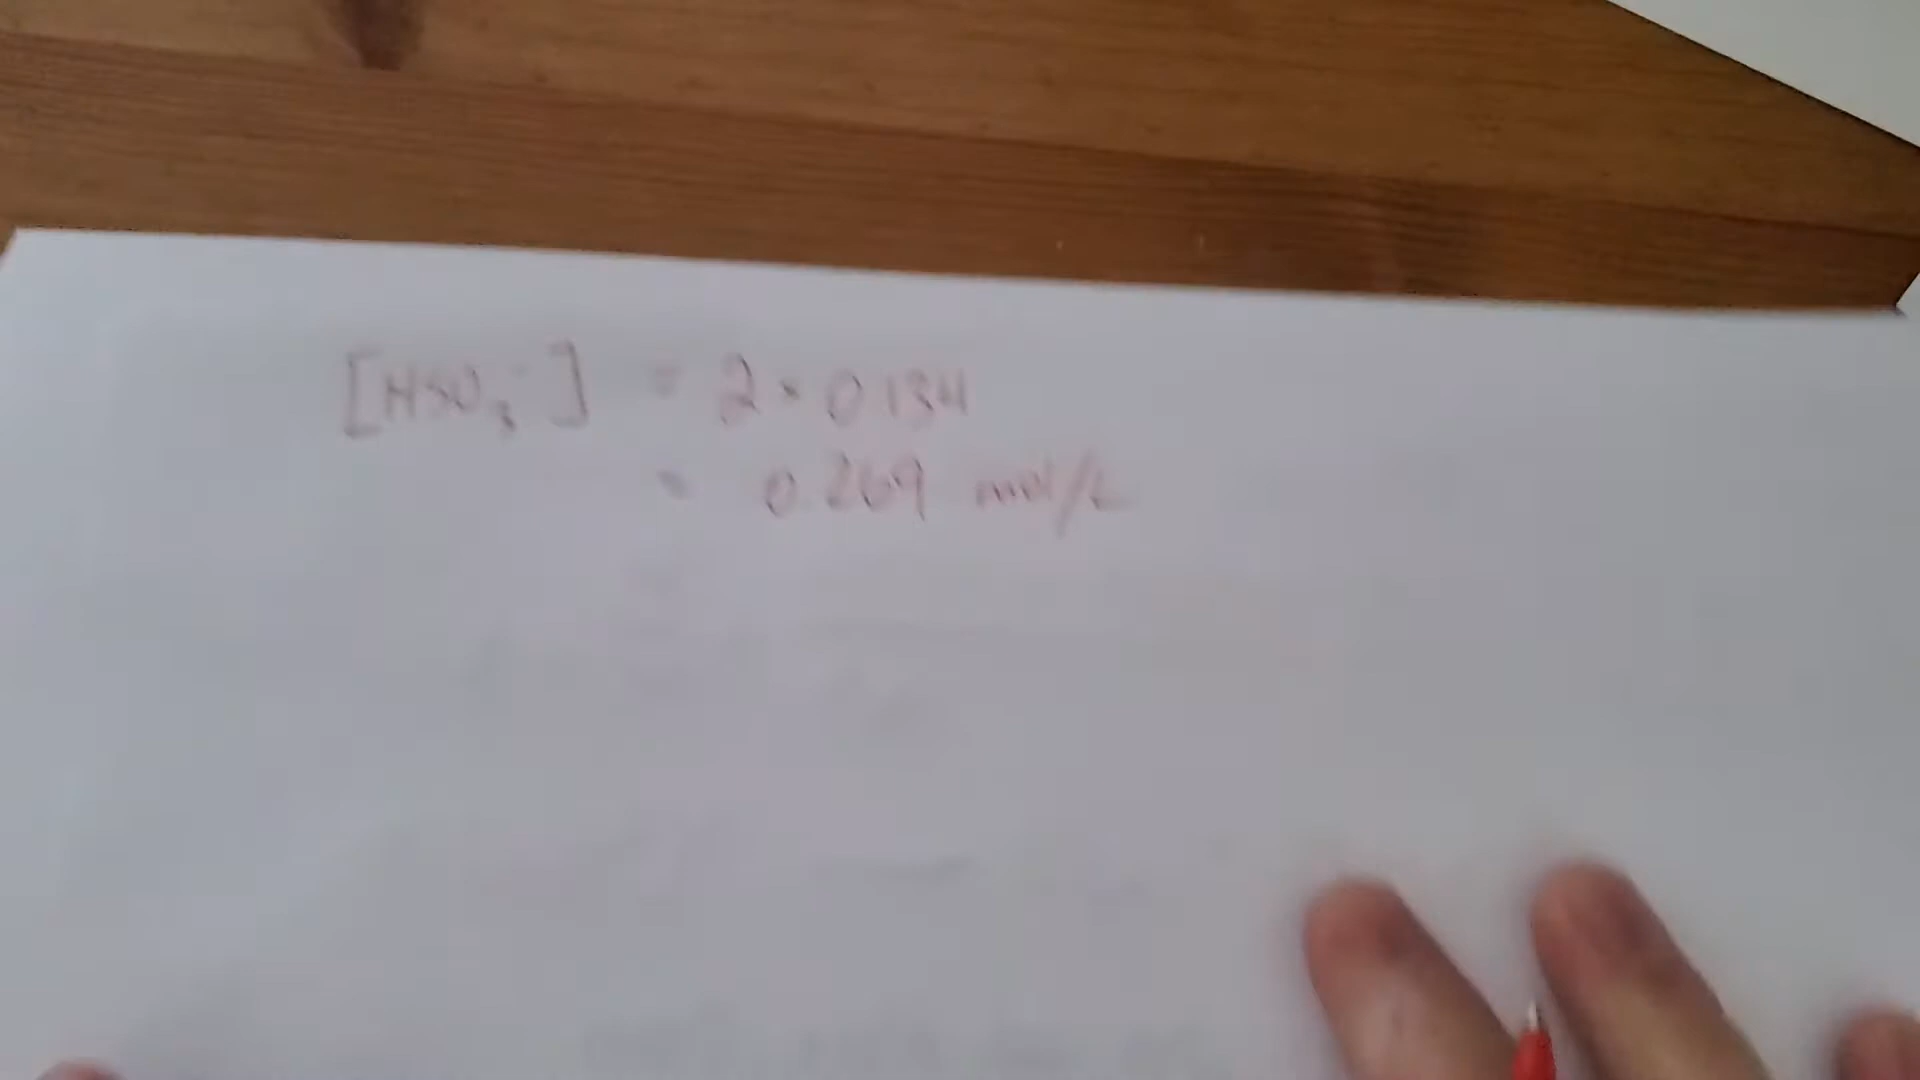 [HSO₃⁻] = 2 × 0.134
= 0.269 mol/L